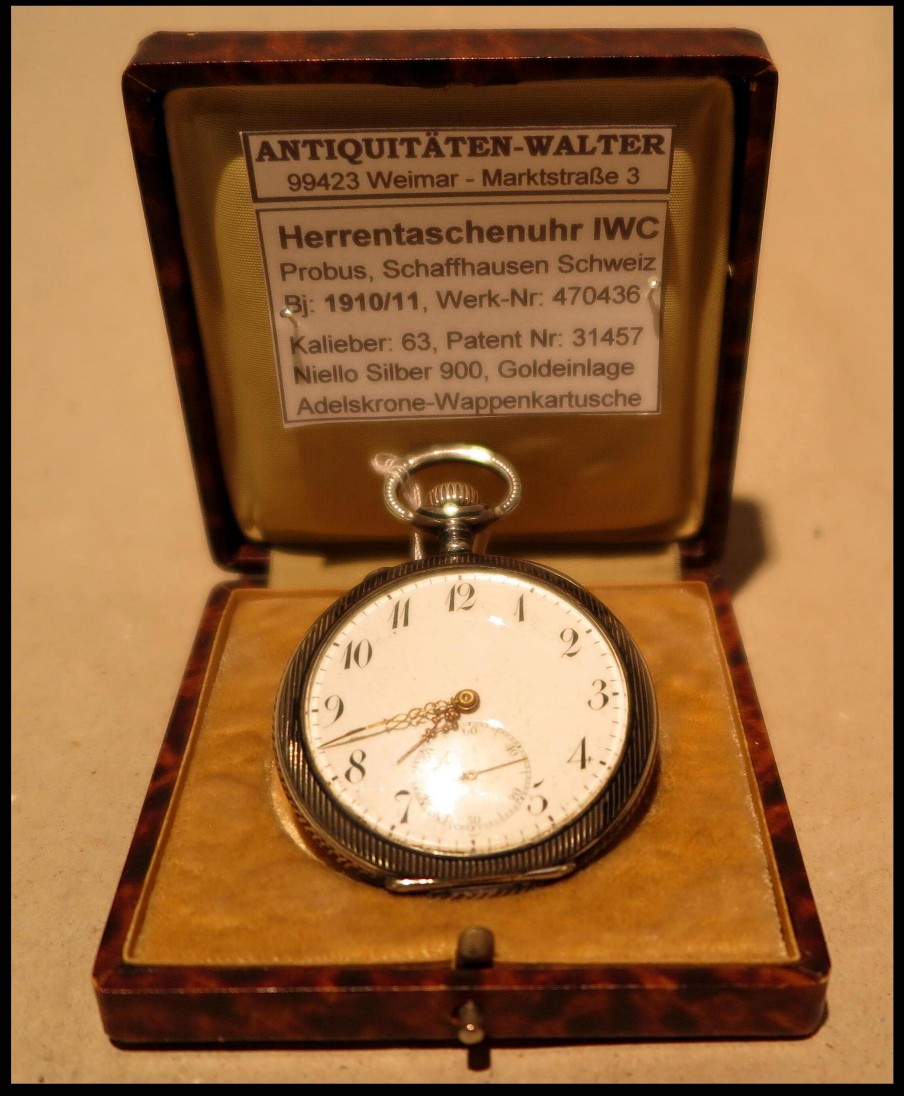 ANTIQUITÄTEN-WALTER
99423 Weimar - Marktstraße 3
Herrentaschenuhr IWC
Probus, Schaffhausen Schweiz
Bj: 1910/11, Werk-Nr: 470436
Kalieber: 63, Patent Nr: 31457
Niello Silber 900, Goldeinlage
Adelskrone-Wappenkartusche
12
1
2
3
4
5
7
8
9
10
11
60